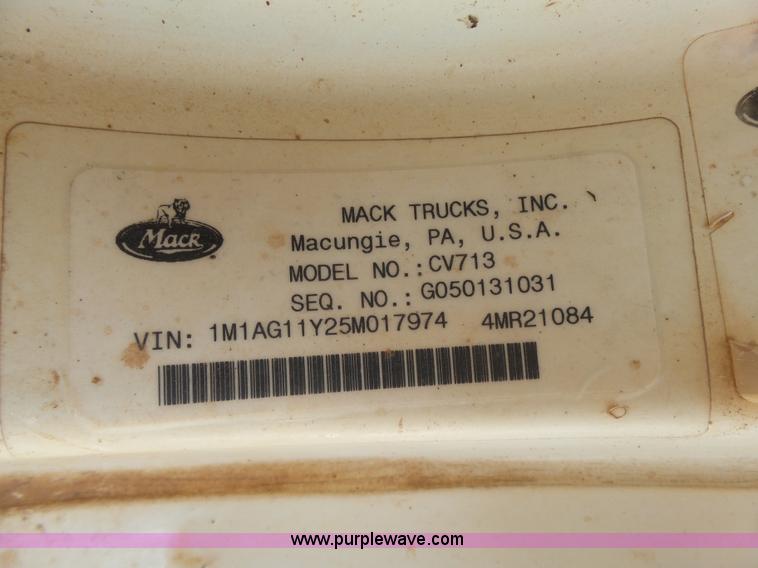 MACK TRUCKS, INC.
Mack
Macungie, PA, U.S.A.
MODEL NO.:CV713
SEQ. NO.:G050131031
VIN: 1M1AG11Y25M017974 4MR21084
www.purplewave.com